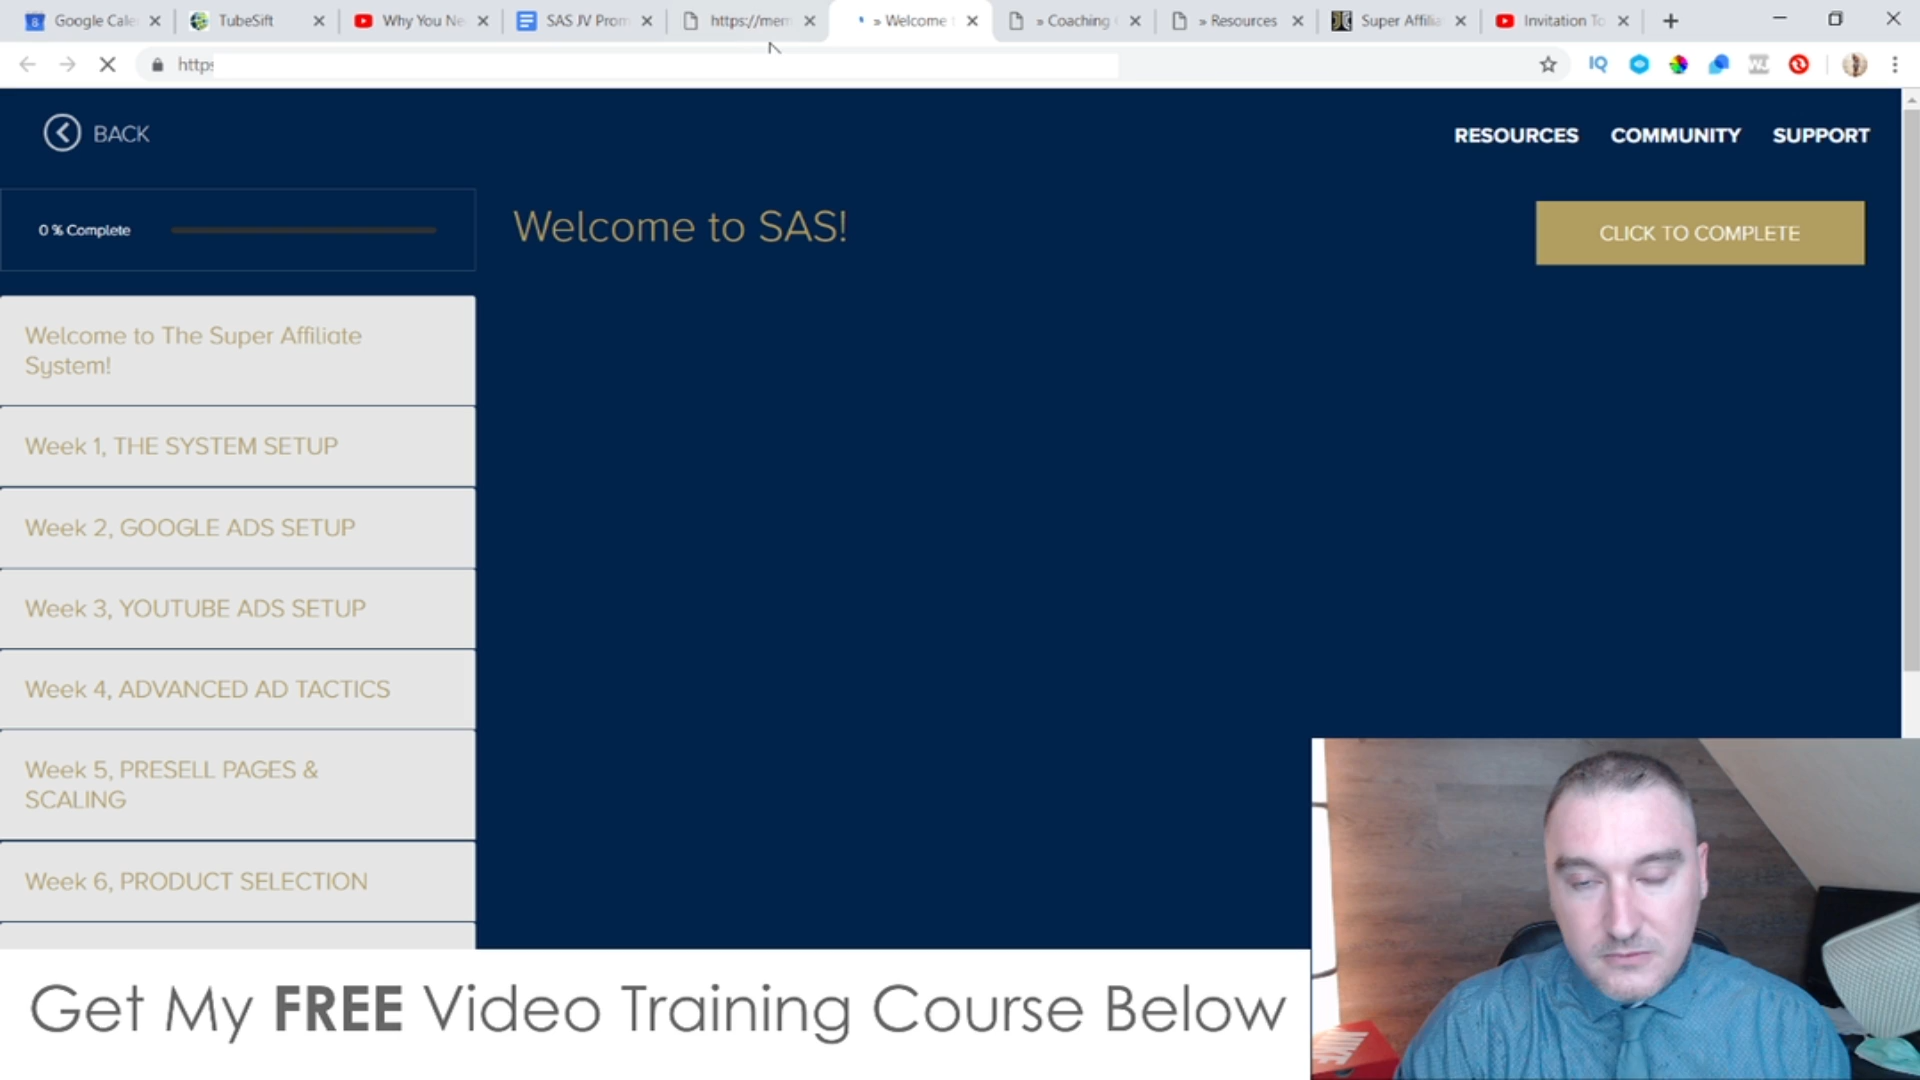 Google Cale
TubeSift
Why You Ne
SAS JV Prom
https://mem
» Welcome
» Coaching
» Resources
Super Affilia
Invitation To
https
IQ
BACK
RESOURCES
COMMUNITY
SUPPORT
0 % Complete
Welcome to SAS!
CLICK TO COMPLETE
Welcome to The Super Affiliate
System!
Week 1, THE SYSTEM SETUP
Week 2, GOOGLE ADS SETUP
Week 3, YOUTUBE ADS SETUP
Week 4, ADVANCED AD TACTICS
Week 5, PRESELL PAGES &
SCALING
Week 6, PRODUCT SELECTION
Get My FREE Video Training Course Below